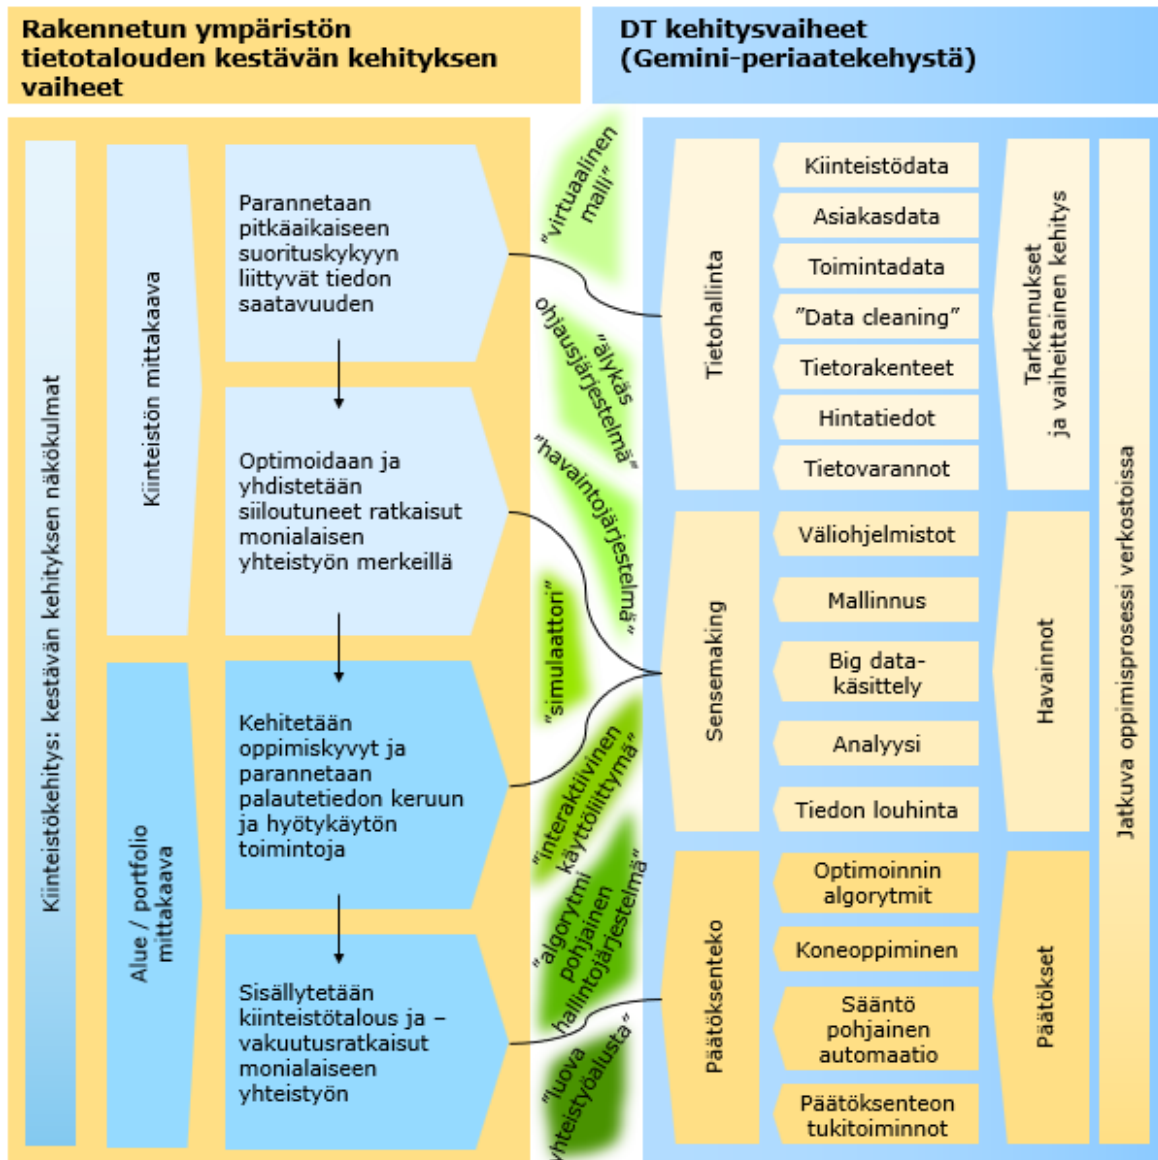 Rakennetun ympäristön
tietotalouden kestävän kehityksen
vaiheet
DT kehitysvaiheet
(Gemini-periaatekehystä)
Kiinteistökehitys: kestävän kehityksen näkökulmat
Kiinteistön mittakaava
Parannetaan
pitkäaikaiseen
suorituskykyyn
liittyvät tiedon
saatavuuden
Optimoidaan ja
yhdistetään
siiloutuneet ratkaisut
monialaisen
yhteistyön merkeillä
Alue / portfolio
mittakaava
Kehitetään
oppimiskyvyt ja
parannetaan
palautetiedon keruun
ja hyötykäytön
toimintoja
Sisällytetään
kiinteistötalous ja –
vakuutusratkaisut
monialaiseen
yhteistyön
”virtuaalinen
malli”
”älykäs
ohjausjärjestelmä”
”havaintojärjestelmä”
”simulaattori”
”interaktiivinen
käyttöliittymä”
”algorytmi
pohjainen
hallintojärjestelmä”
”luova
yhteistyöalusta”
Tietohallinta
Kiinteistödata
Asiakasdata
Toimintadata
”Data cleaning”
Tietorakenteet
Hintatiedot
Tietovarannot
Tarkennukset
ja vaiheittainen kehitys
Sensemaking
Väliohjelmistot
Mallinnus
Big data-
käsittely
Analyysi
Tiedon louhinta
Havainnot
Päätöksenteko
Optimoinnin
algorytmit
Koneoppiminen
Sääntö
pohjainen
automaatio
Päätöksenteon
tukitoiminnot
Päätökset
Jatkuva oppimisprosessi verkostoissa